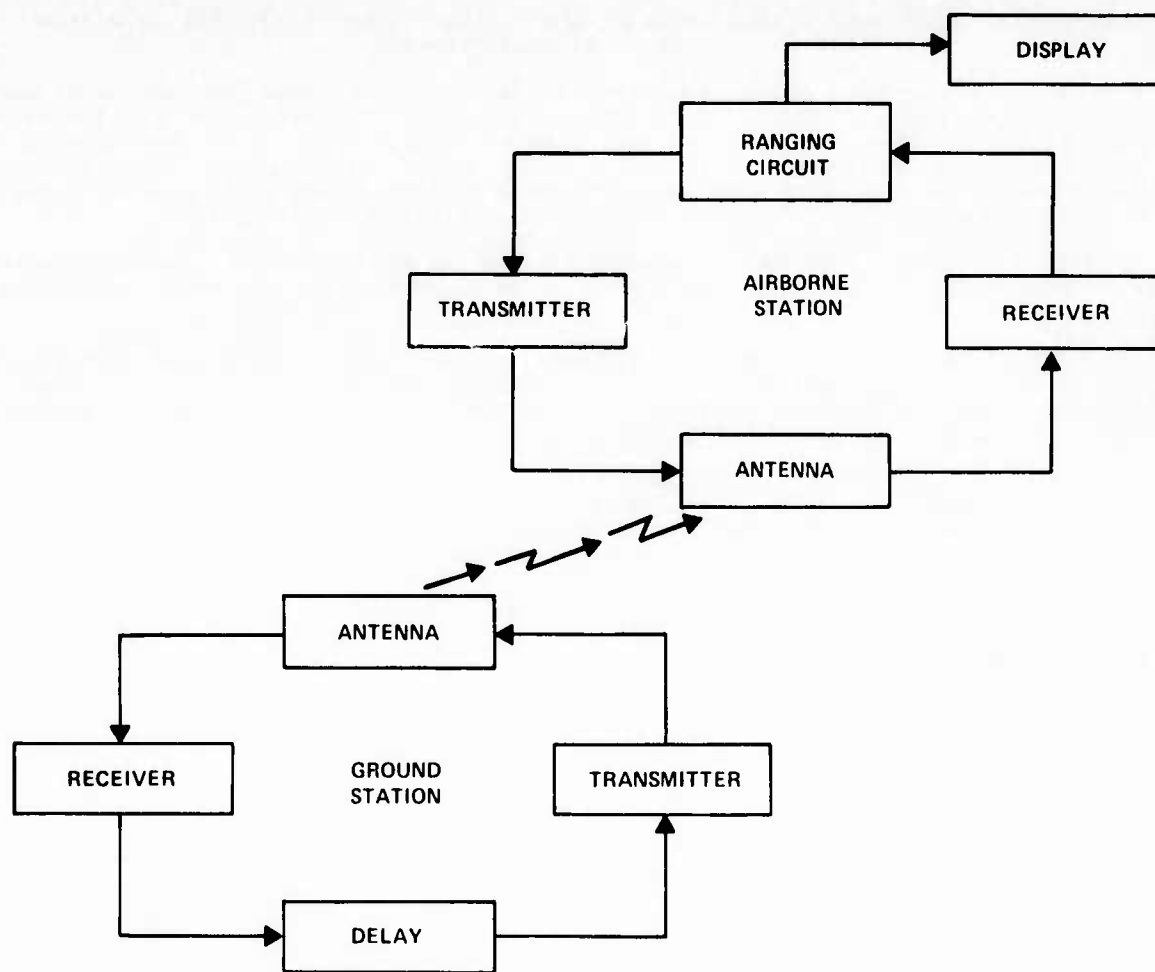 DISPLAY
RANGING
CIRCUIT
TRANSMITTER
AIRBORNE
STATION
RECEIVER
ANTENNA
ANTENNA
RECEIVER
GROUND
STATION
TRANSMITTER
DELAY